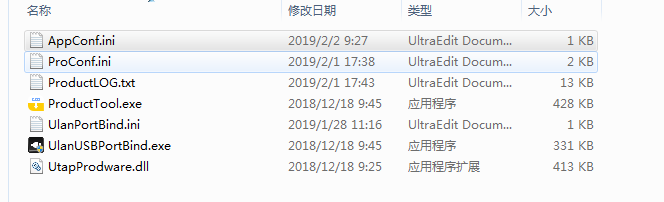 名称 修改日期 类型 大小
AppConf.ini 2019/2/2 9:27 UltraEdit Docum... 1 KB
ProConf.ini 2019/2/1 17:38 UltraEdit Docum... 2 KB
ProductLOG.txt 2019/2/1 17:43 UltraEdit Docum... 13 KB
ProductTool.exe 2018/12/18 9:45 应用程序 428 KB
UlanPortBind.ini 2019/1/28 11:16 UltraEdit Docum... 1 KB
UlanUSBPortBind.exe 2018/12/18 9:45 应用程序 331 KB
UtapProdware.dll 2018/12/18 9:25 应用程序扩展 413 KB